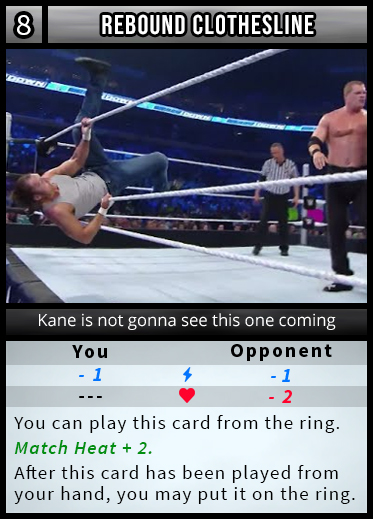 8 REBOUND CLOTHESLINE
Kane is not gonna see this one coming
You Opponent
- 1 - 1
--- - 2
You can play this card from the ring.
Match Heat + 2.
After this card has been played from
your hand, you may put it on the ring.